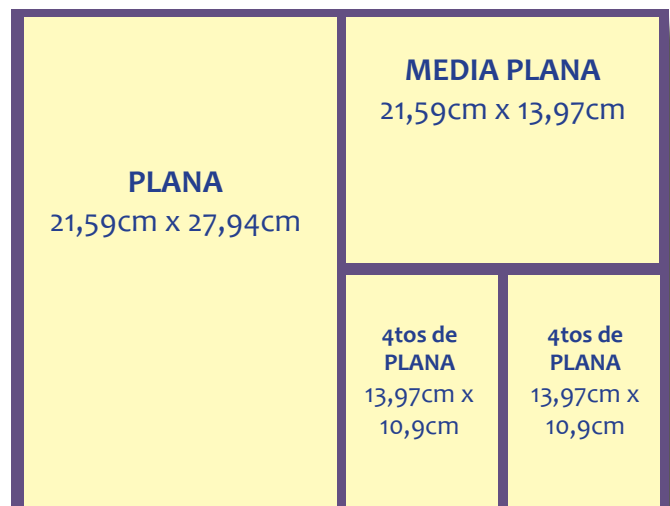 PLANA
21,59cm x 27,94cm
MEDIA PLANA
21,59cm x 13,97cm
4tos de
PLANA
13,97cm x
10,9cm
4tos de
PLANA
13,97cm x
10,9cm